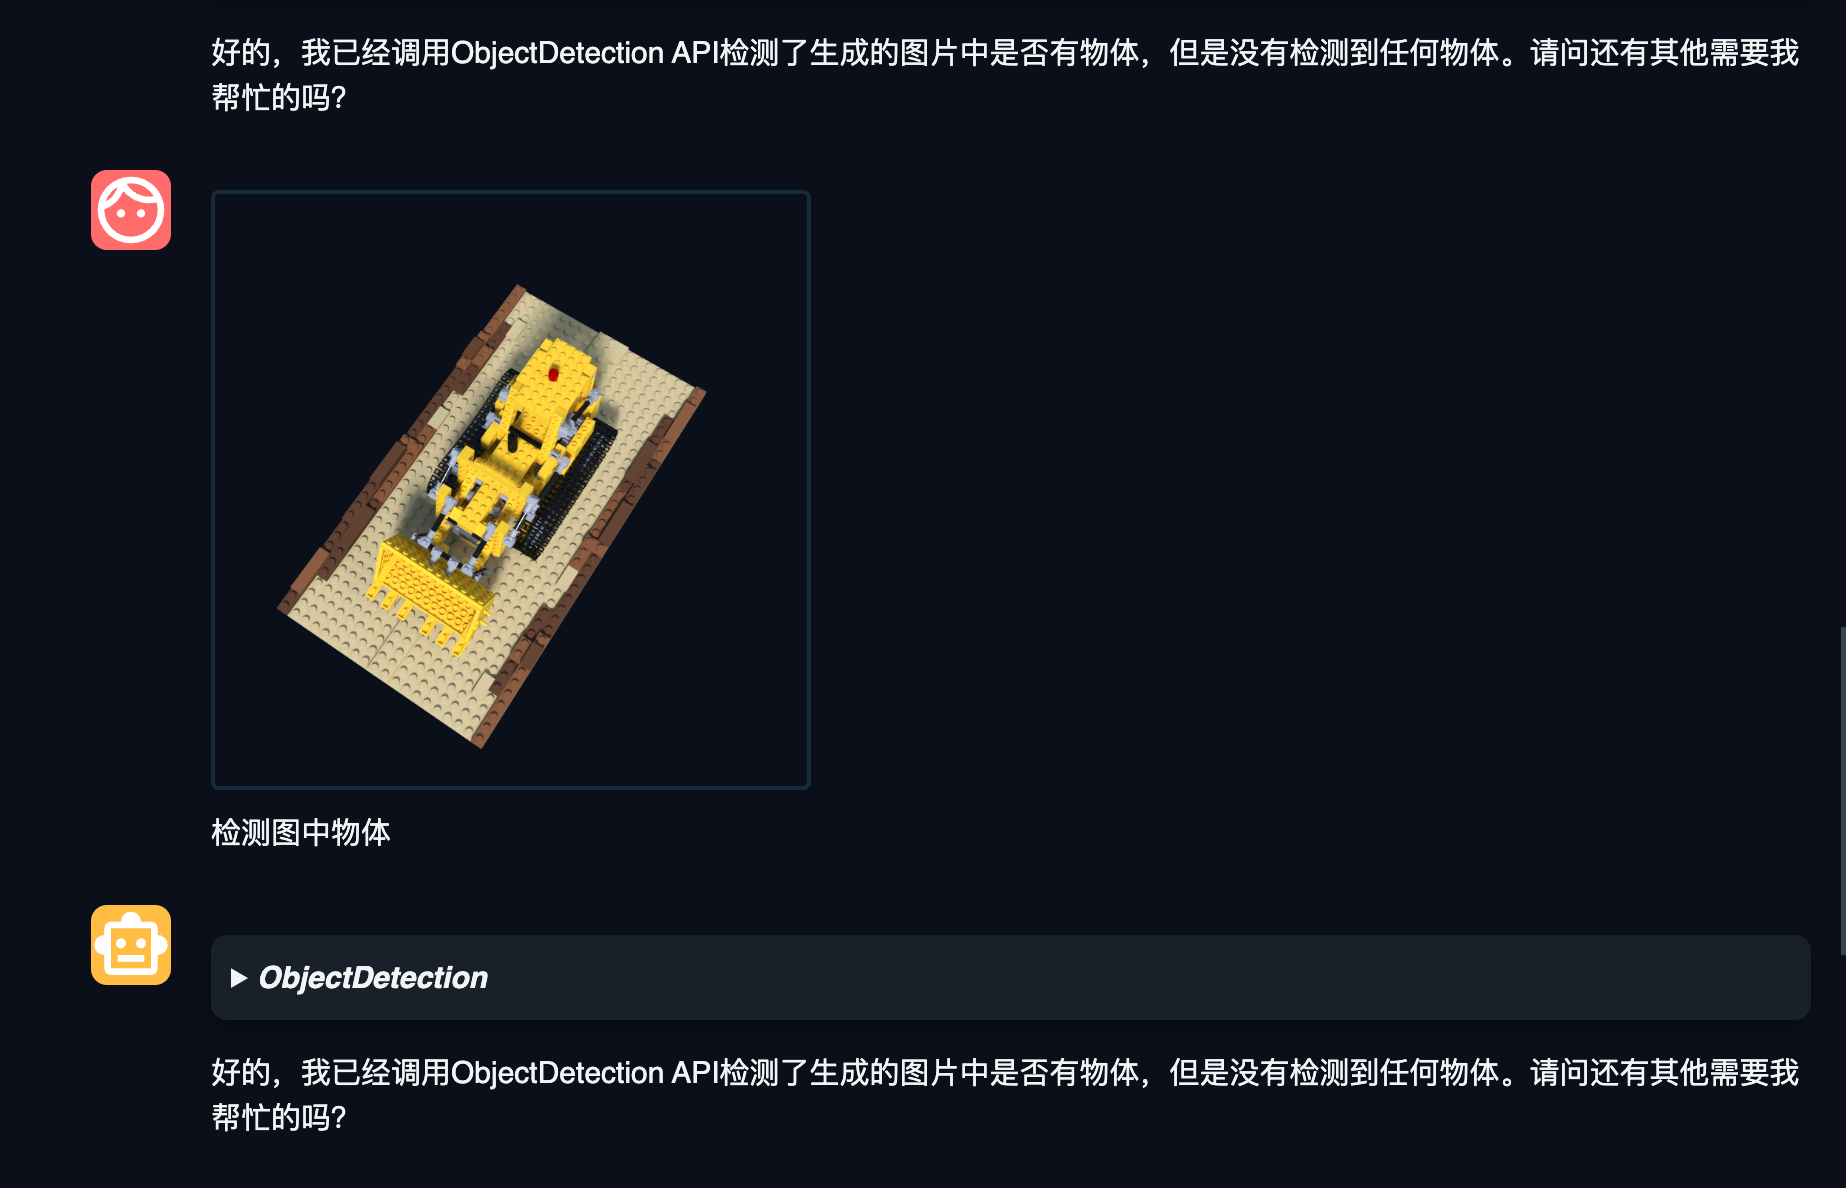 好的，我已经调用ObjectDetection API检测了生成的图片中是否有物体，但是没有检测到任何物体。请问还有其他需要我
帮忙的吗？
检测图中物体
ObjectDetection
好的，我已经调用ObjectDetection API检测了生成的图片中是否有物体，但是没有检测到任何物体。请问还有其他需要我
帮忙的吗？